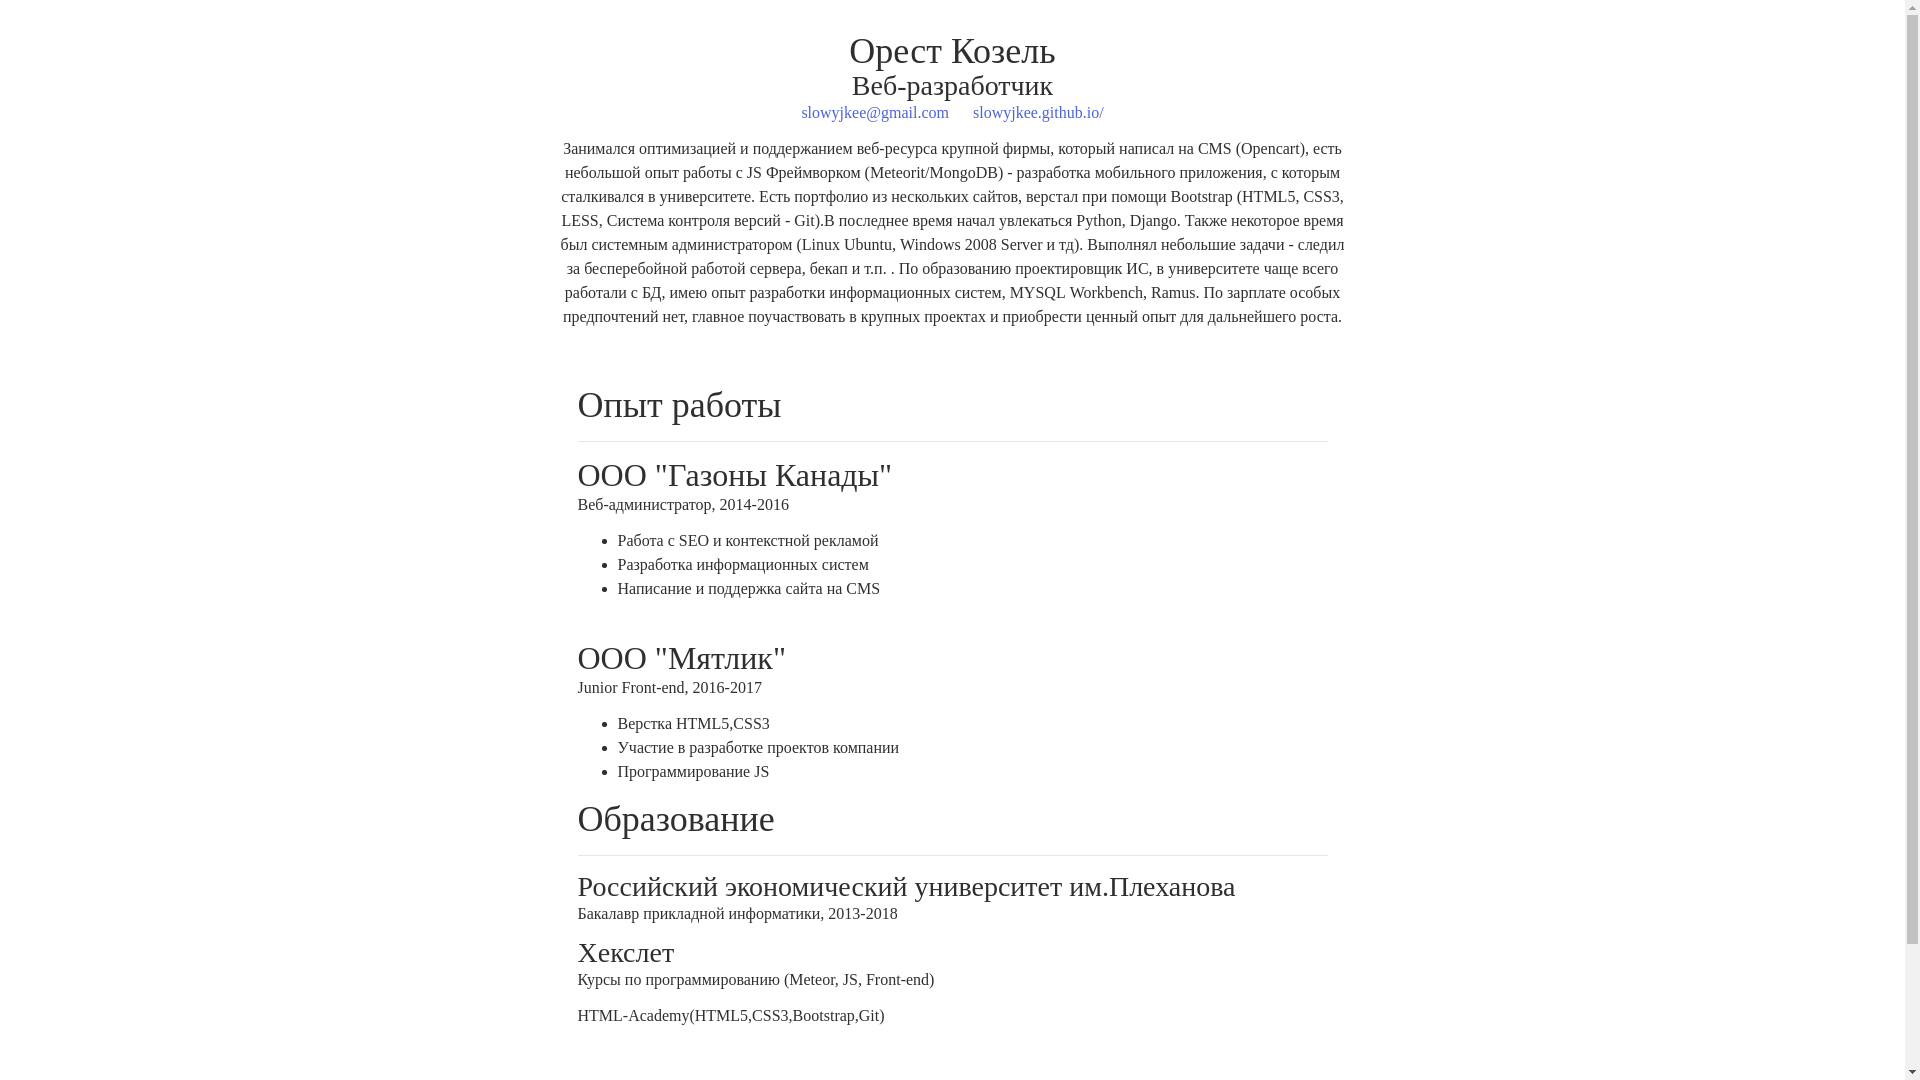 Орест Козель
Веб-разработчик
slowyjkee@gmail.com slowyjkee.github.io/
Занимался оптимизацией и поддержанием веб-ресурса крупной фирмы, который написал на CMS (Opencart), есть
небольшой опыт работы с JS Фреймворком (Meteorit/MongoDB) - разработка мобильного приложения, с которым
сталкивался в университете. Есть портфолио из нескольких сайтов, верстал при помощи Bootstrap (HTML5, CSS3,
LESS, Система контроля версий - Git).В последнее время начал увлекаться Python, Django. Также некоторое время
был системным администратором (Linux Ubuntu, Windows 2008 Server и тд). Выполнял небольшие задачи - следил
за бесперебойной работой сервера, бекап и т.п. . По образованию проектировщик ИС, в университете чаще всего
работали с БД, имею опыт разработки информационных систем, MYSQL Workbench, Ramus. По зарплате особых
предпочтений нет, главное поучаствовать в крупных проектах и приобрести ценный опыт для дальнейшего роста.
Опыт работы
ООО "Газоны Канады"
Веб-администратор, 2014-2016
Работа с SEO и контекстной рекламой
Разработка информационных систем
Написание и поддержка сайта на CMS
ООО "Мятлик"
Junior Front-end, 2016-2017
Верстка HTML5,CSS3
Участие в разработке проектов компании
Программирование JS
Образование
Российский экономический университет им.Плеханова
Бакалавр прикладной информатики, 2013-2018
Хекслет
Курсы по программированию (Meteor, JS, Front-end)
HTML-Academy(HTML5,CSS3,Bootstrap,Git)